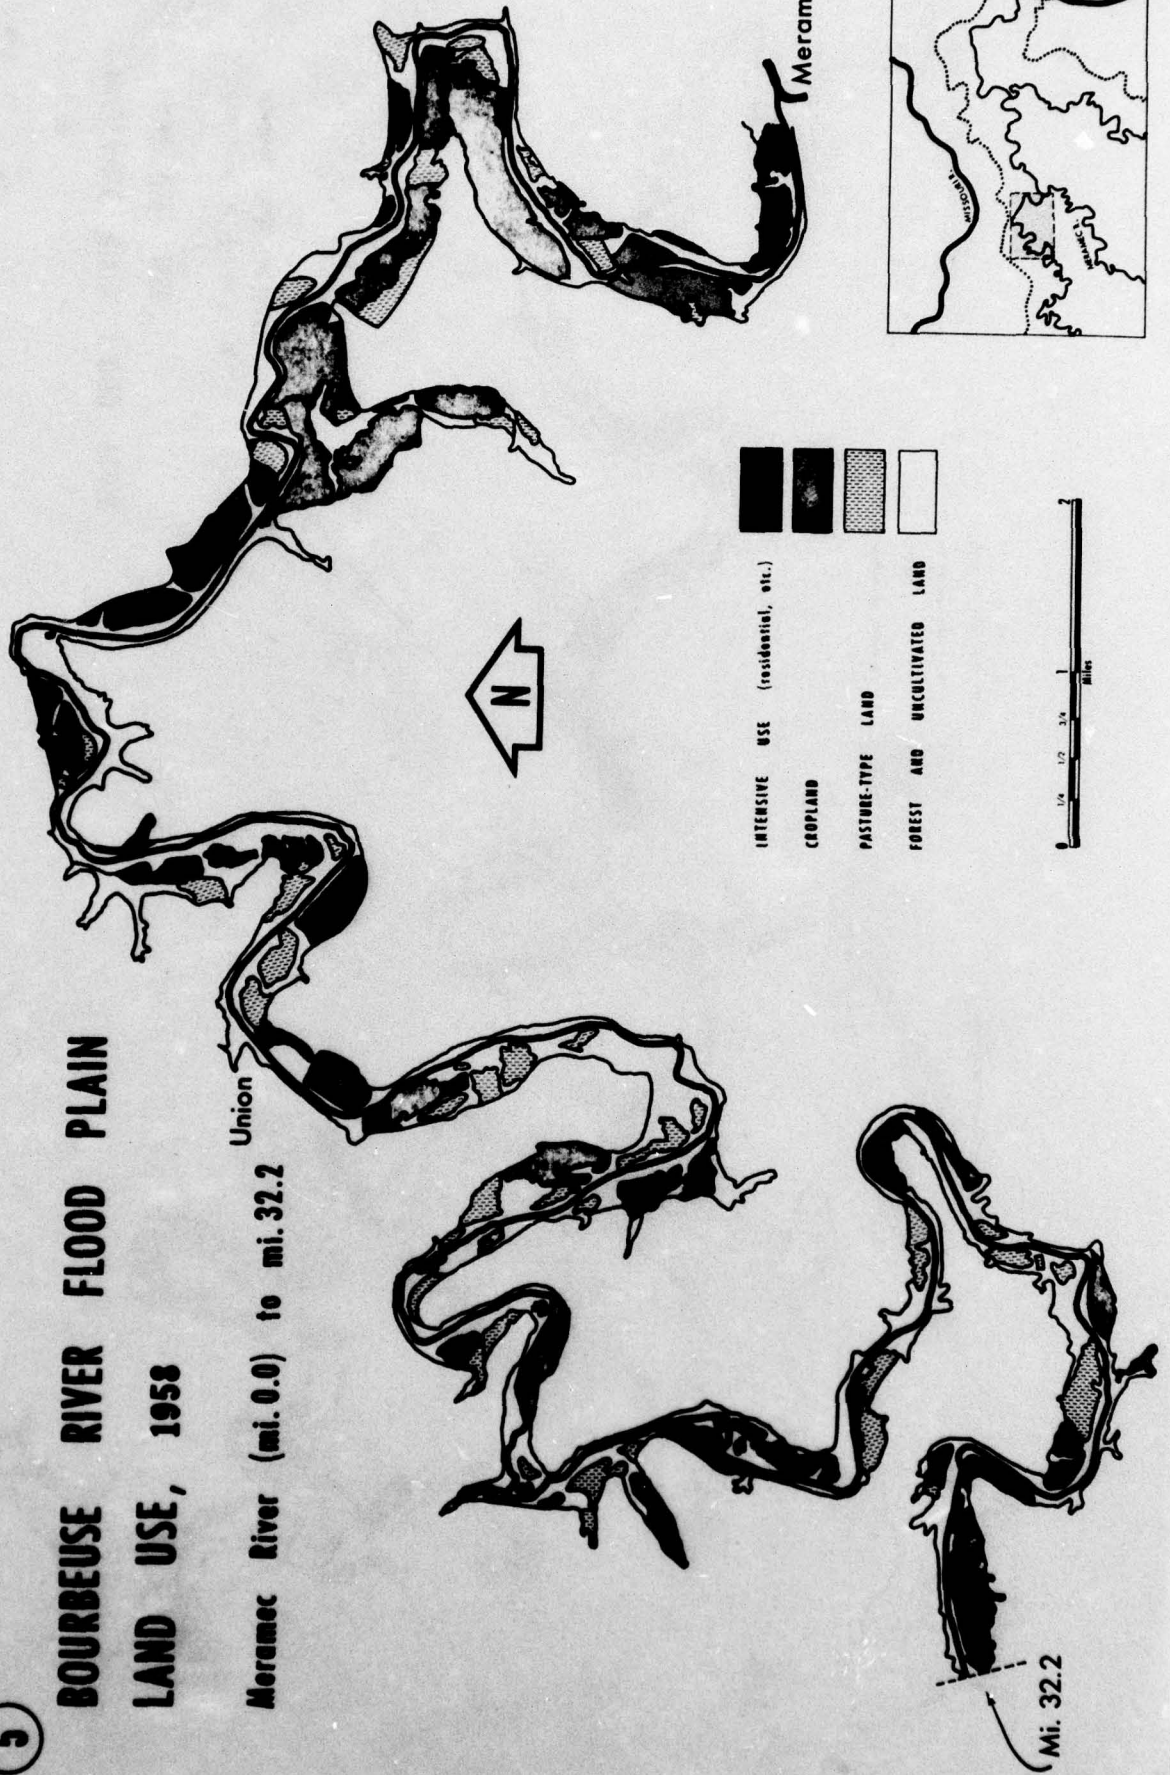 5
BOURBEUSE RIVER FLOOD PLAIN
LAND USE, 1958
Meramec River (mi. 0.0) to mi. 32.2
Union
N
INTENSIVE USE (residential, etc.)
CROPLAND
PASTURE-TYPE LAND
FOREST AND UNCULTIVATED LAND
0 1/4 1/2 3/4 1 2
Miles
Meram
MISSOURI R.
MERAMEC R.
Mi. 32.2